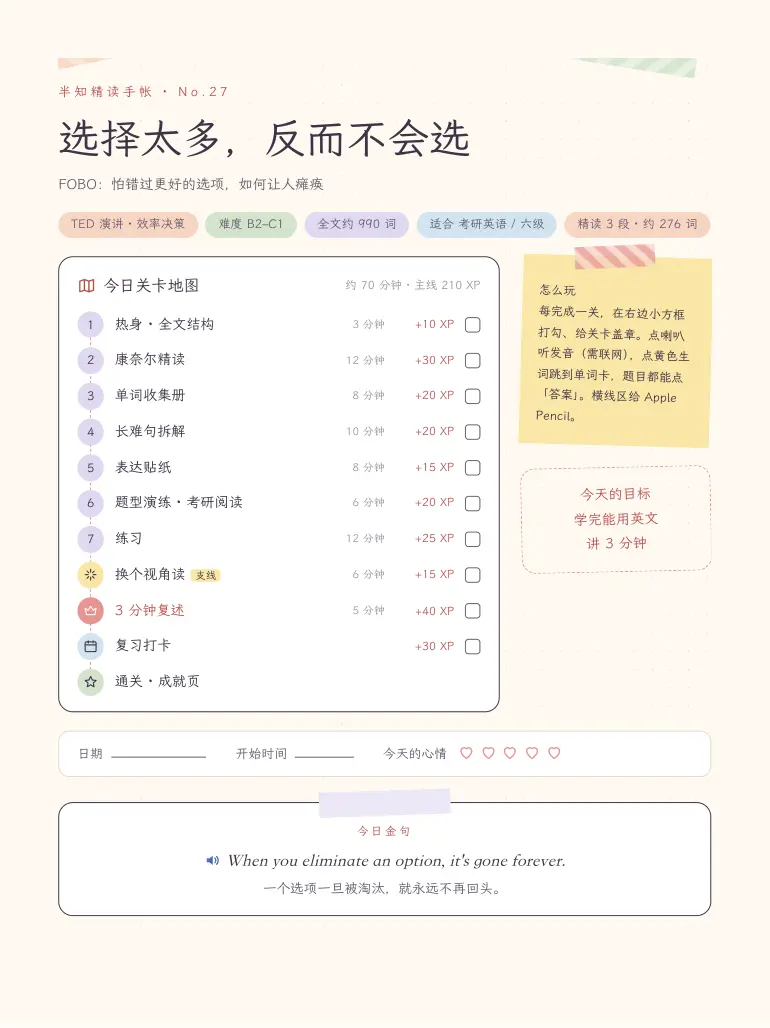 半知精读手帐 · No.27
选择太多，反而不会选
FOBO：怕错过更好的选项，如何让人瘫痪
TED 演讲 · 效率决策
难度 B2–C1
全文约 990 词
适合 考研英语 / 六级
精读 3 段 · 约 276 词
今日关卡地图 约 70 分钟 · 主线 210 XP
1 热身 · 全文结构 3 分钟 +10 XP
2 康奈尔精读 12 分钟 +30 XP
3 单词收集册 8 分钟 +20 XP
4 长难句拆解 10 分钟 +20 XP
5 表达贴纸 8 分钟 +15 XP
6 题型演练 · 考研阅读 6 分钟 +20 XP
7 练习 12 分钟 +25 XP
换个视角读 支线 6 分钟 +15 XP
3 分钟复述 5 分钟 +40 XP
复习打卡 +30 XP
通关 · 成就页
怎么玩
每完成一关，在右边小方框
打勾、给关卡盖章。点喇叭
听发音（需联网），点黄色生
词跳到单词卡，题目都能点
「答案」。横线区给 Apple
Pencil。
今天的目标
学完能用英文
讲 3 分钟
日期 开始时间 今天的心情
今日金句
When you eliminate an option, it's gone forever.
一个选项一旦被淘汰，就永远不再回头。